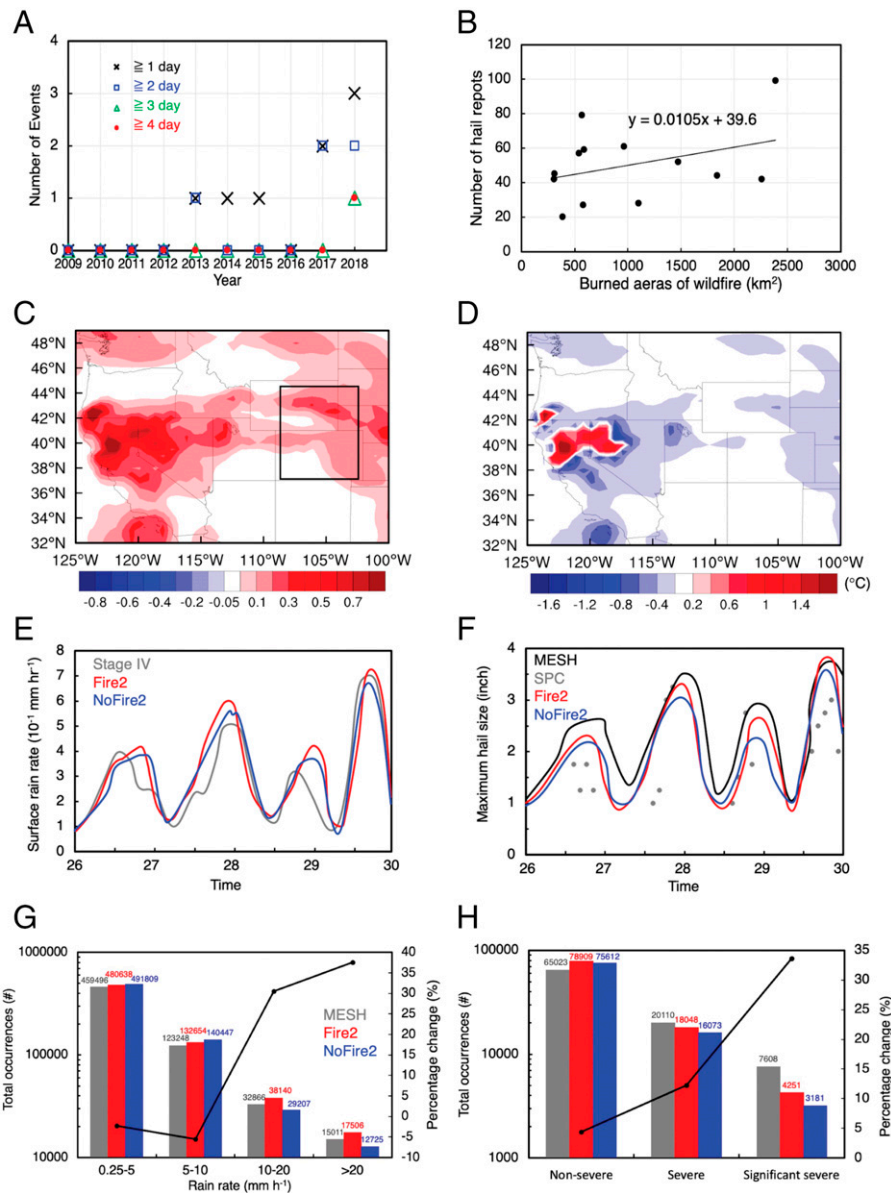 A
Number of Events
4
3
2
1
0
≧ 1 day
≧ 2 day
≧ 3 day
≧ 4 day
2009 2010 2011 2012 2013 2014 2015 2016 2017 2018
Year
B
Number of hail repots
120
100
80
60
40
20
0
y = 0.0105x + 39.6
0 500 1000 1500 2000 2500 3000
Burned aeras of wildfire (km²)
C
48°N
46°N
44°N
42°N
40°N
38°N
36°N
34°N
32°N
125°W 120°W 115°W 110°W 105°W 100°W
-0.8 -0.6 -0.4 -0.2 -0.05 0.1 0.3 0.5 0.7
D
48°N
46°N
44°N
42°N
40°N
38°N
36°N
34°N
32°N
125°W 120°W 115°W 110°W 105°W 100°W
(°C)
-1.6 -1.2 -0.8 -0.4 0.2 0.6 1 1.4
E
Surface rain rate (10⁻¹ mm hr⁻¹)
8
7
6
5
4
3
2
1
0
Stage IV
Fire2
NoFire2
26 27 28 29 30
Time
F
Maximum hail size (inch)
4
3
2
1
0
MESH
SPC
Fire2
NoFire2
26 27 28 29 30
Time
G
Total occurrences (#)
1000000
100000
10000
459496 480638 491809
123248 132654 140447
32866 38140 29207
15011 17506 12725
MESH
Fire2
NoFire2
40
35
30
25
20
15
10
5
0
-5
-10
Percentage change (%)
0.25-5 5-10 10-20 >20
Rain rate (mm h⁻¹)
H
Total occurrences (#)
100000
10000
1000
65023 78909 75612
20110 18048 16073
7608 4251 3181
35
30
25
20
15
10
5
0
Percentage change (%)
Non-severe Severe Significant severe